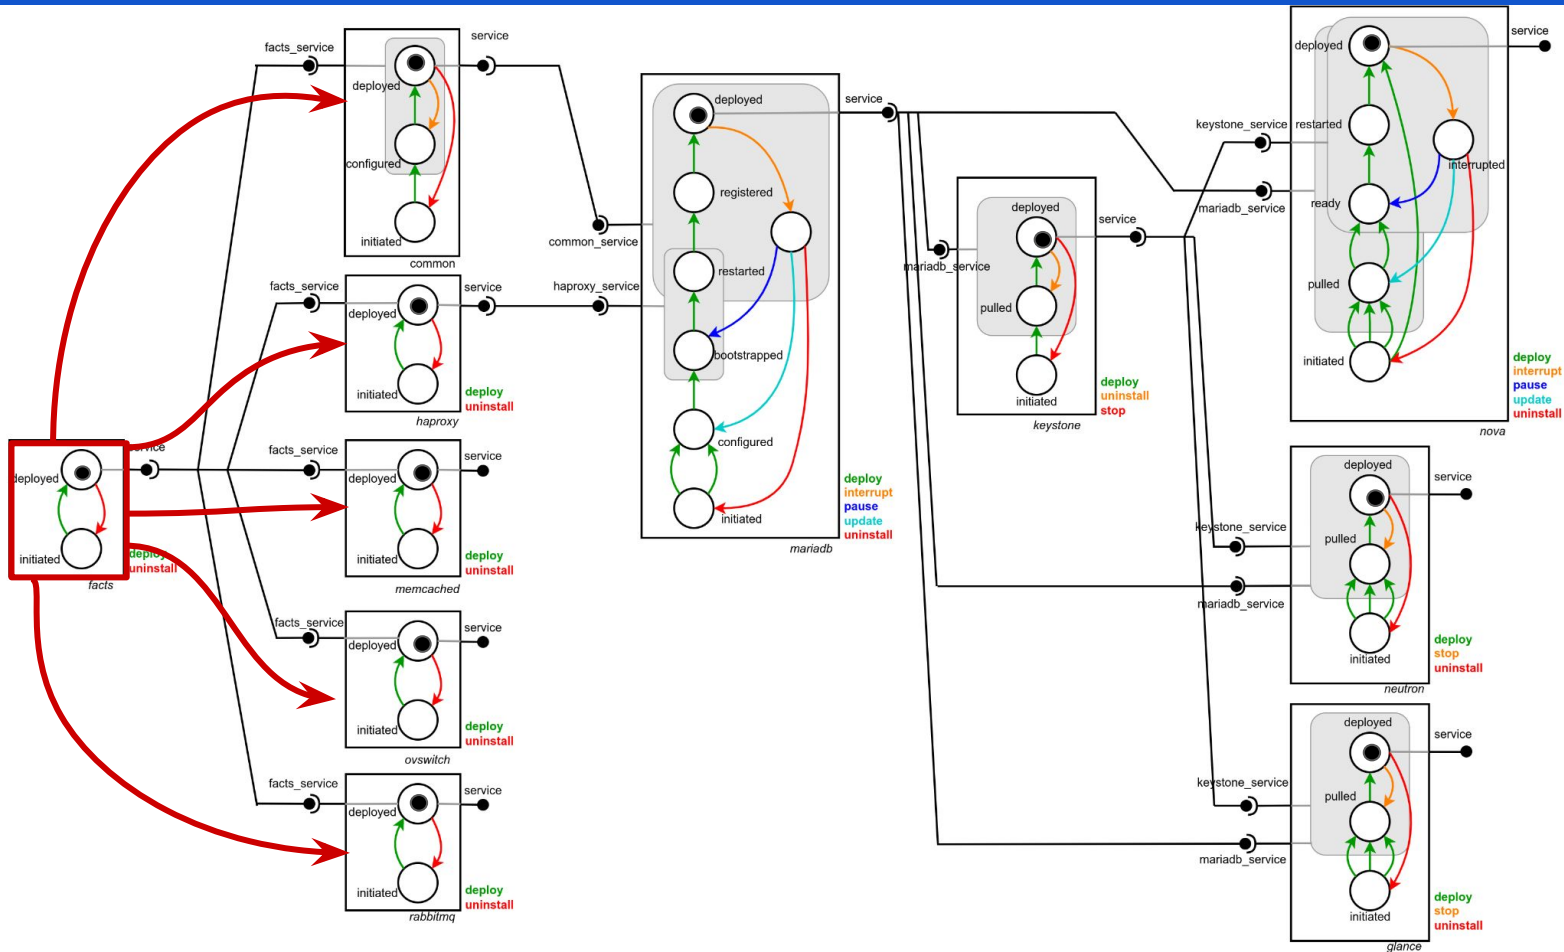 facts_service
service
deployed
configured
initiated
common
facts_service
service
deployed
initiated
deploy
uninstall
haproxy
service
deployed
initiated
deploy
uninstall
facts
facts_service
service
deployed
initiated
deploy
uninstall
memcached
facts_service
service
deployed
initiated
deploy
uninstall
ovswitch
facts_service
service
deployed
initiated
deploy
uninstall
rabbitmq
common_service
haproxy_service
deployed
registered
restarted
bootstrapped
configured
initiated
service
deploy
interrupt
pause
update
uninstall
mariadb
mariadb_service
deployed
pulled
initiated
service
deploy
uninstall
stop
keystone
keystone_service
mariadb_service
deployed
restarted
interrupted
ready
pulled
initiated
service
deploy
interrupt
pause
update
uninstall
nova
keystone_service
mariadb_service
deployed
pulled
initiated
service
deploy
stop
uninstall
neutron
keystone_service
mariadb_service
deployed
pulled
initiated
service
deploy
stop
uninstall
glance